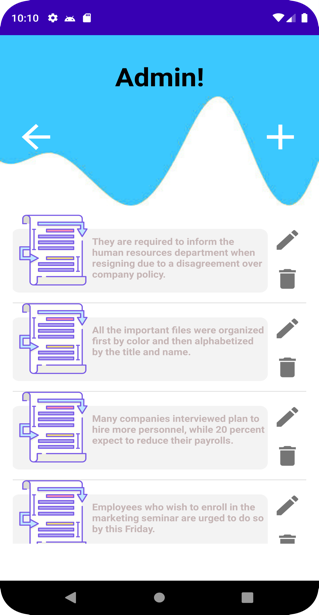 10:10
Admin!
They are required to inform the
human resources department when
resigning due to a disagreement over
company policy.
All the important files were organized
first by color and then alphabetized
by the title and name.
Many companies interviewed plan to
hire more personnel, while 20 percent
expect to reduce their payrolls.
Employees who wish to enroll in the
marketing seminar are urged to do so
by this Friday.